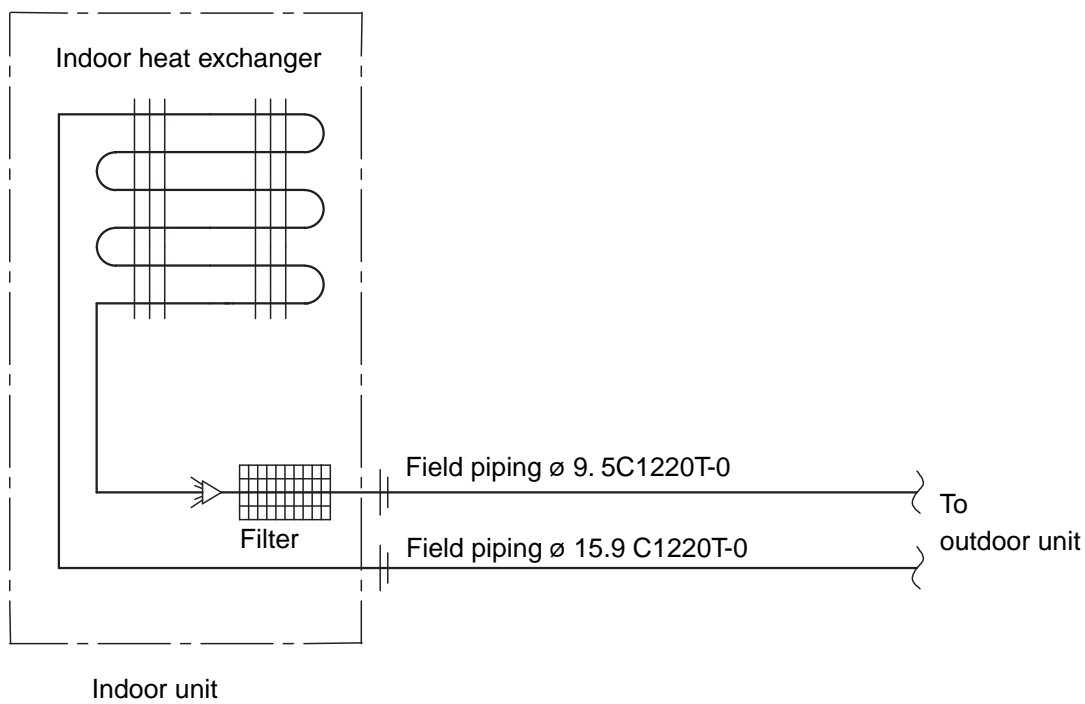 Indoor heat exchanger
Field piping ø 9. 5C1220T-0
Filter
Field piping ø 15.9 C1220T-0
To
outdoor unit
Indoor unit